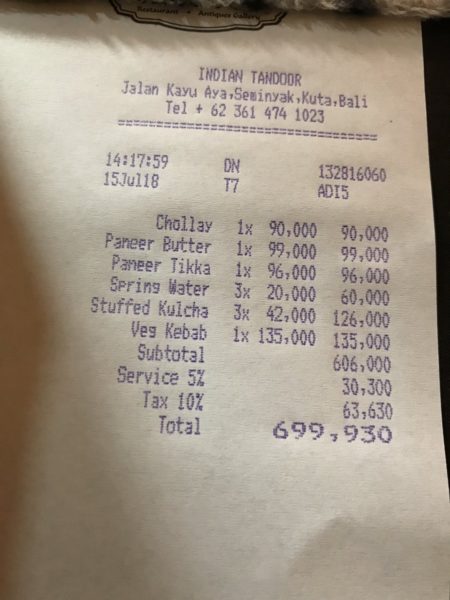 Restaurant • Antiques Gallery
INDIAN TANDOOR
Jalan Kayu Aya,Seminyak,Kuta,Bali
Tel + 62 361 474 1023
==================================
14:17:59 DN 132816060
15Jul18 T7 ADI5
Chollay 1x 90,000 90,000
Paneer Butter 1x 99,000 99,000
Paneer Tikka 1x 96,000 96,000
Spring Water 3x 20,000 60,000
Stuffed Kulcha 3x 42,000 126,000
Veg Kebab 1x 135,000 135,000
Subtotal 606,000
Service 5% 30,300
Tax 10% 63,630
Total 699,930